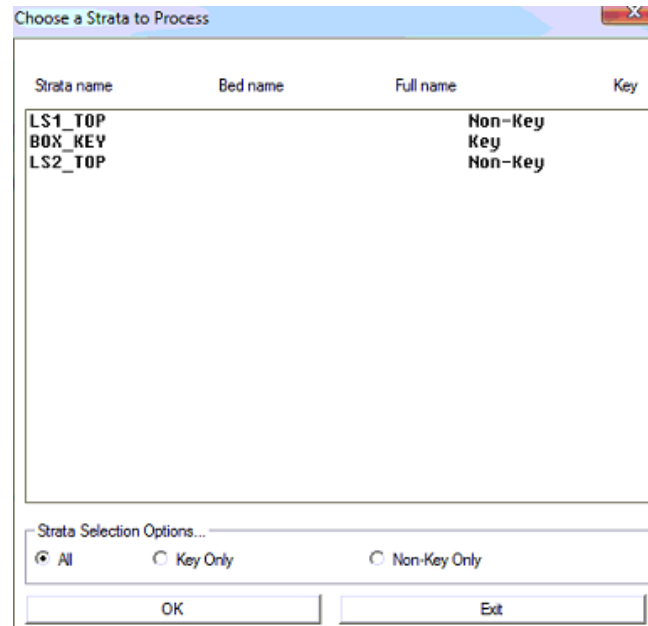 Choose a Strata to Process
Strata name Bed name Full name Key
LS1_TOP Non-Key
BOX_KEY Key
LS2_TOP Non-Key
Strata Selection Options...
All Key Only Non-Key Only
OK Exit